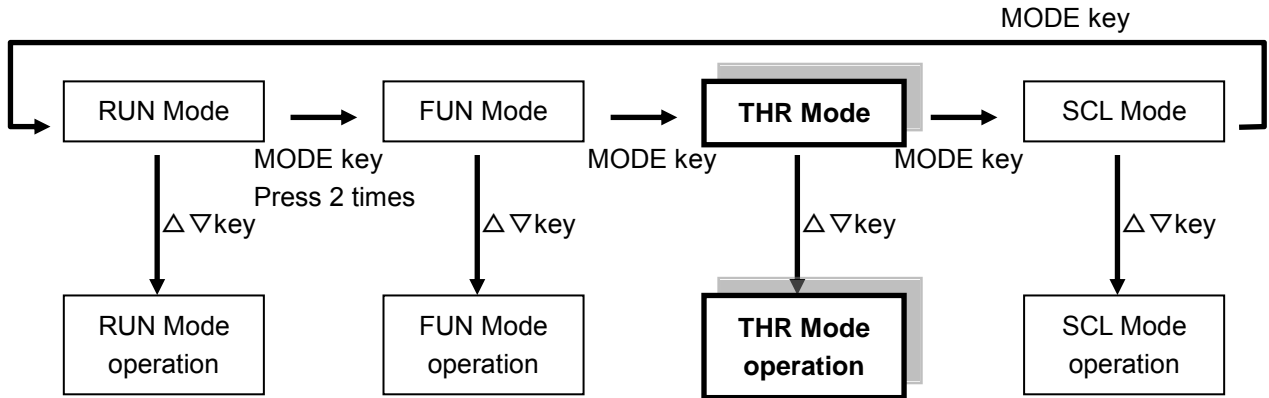 MODE key
RUN Mode
FUN Mode
THR Mode
SCL Mode
MODE key
Press 2 times
MODE key
MODE key
△ ▽key
△ ▽key
△ ▽key
△ ▽key
RUN Mode
operation
FUN Mode
operation
THR Mode
operation
SCL Mode
operation